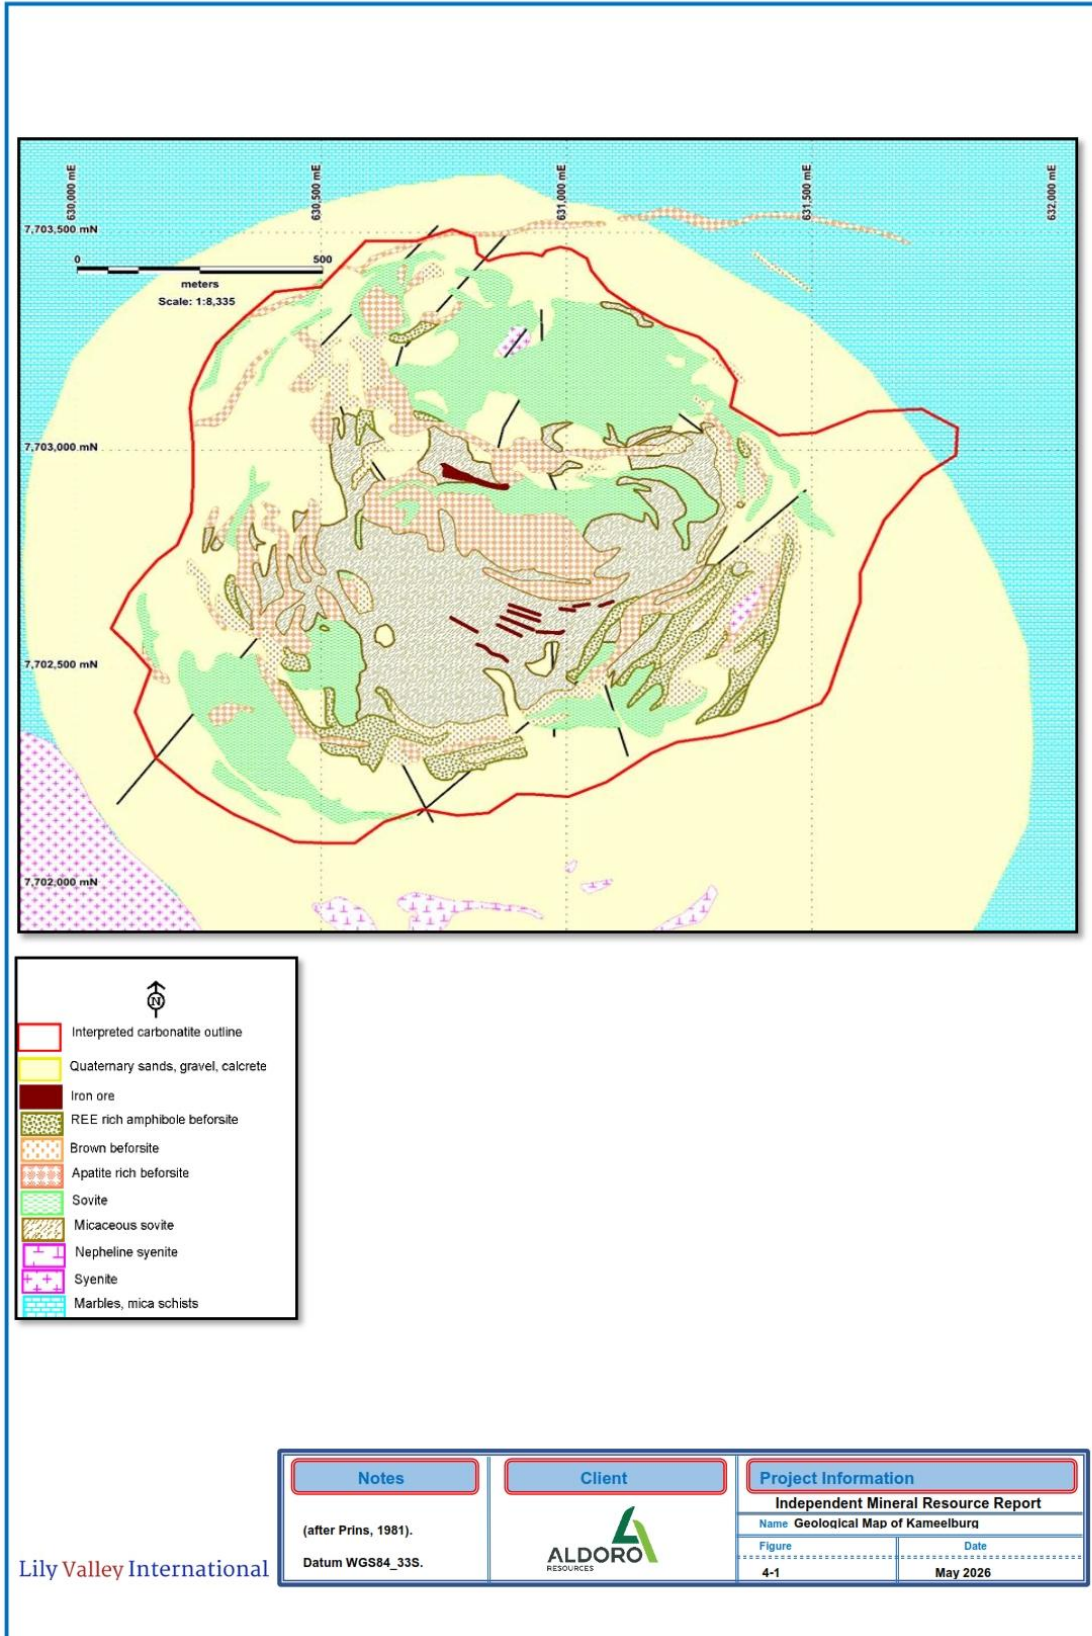 630,000 mE
630,500 mE
631,000 mE
631,500 mE
632,000 mE
7,703,500 mN
0 500
meters
Scale: 1:8,335
7,703,000 mN
7,702,500 mN
7,702,000 mN
N
Interpreted carbonatite outline
Quaternary sands, gravel, calcrete
Iron ore
REE rich amphibole beforsite
Brown beforsite
Apatite rich beforsite
Sovite
Micaceous sovite
Nepheline syenite
Syenite
Marbles, mica schists
Notes
(after Prins, 1981).
Datum WGS84_33S.
Client
ALDORO
RESOURCES
Project Information
Independent Mineral Resource Report
Name Geological Map of Kameelburg
Figure Date
4-1 May 2026
Lily Valley International